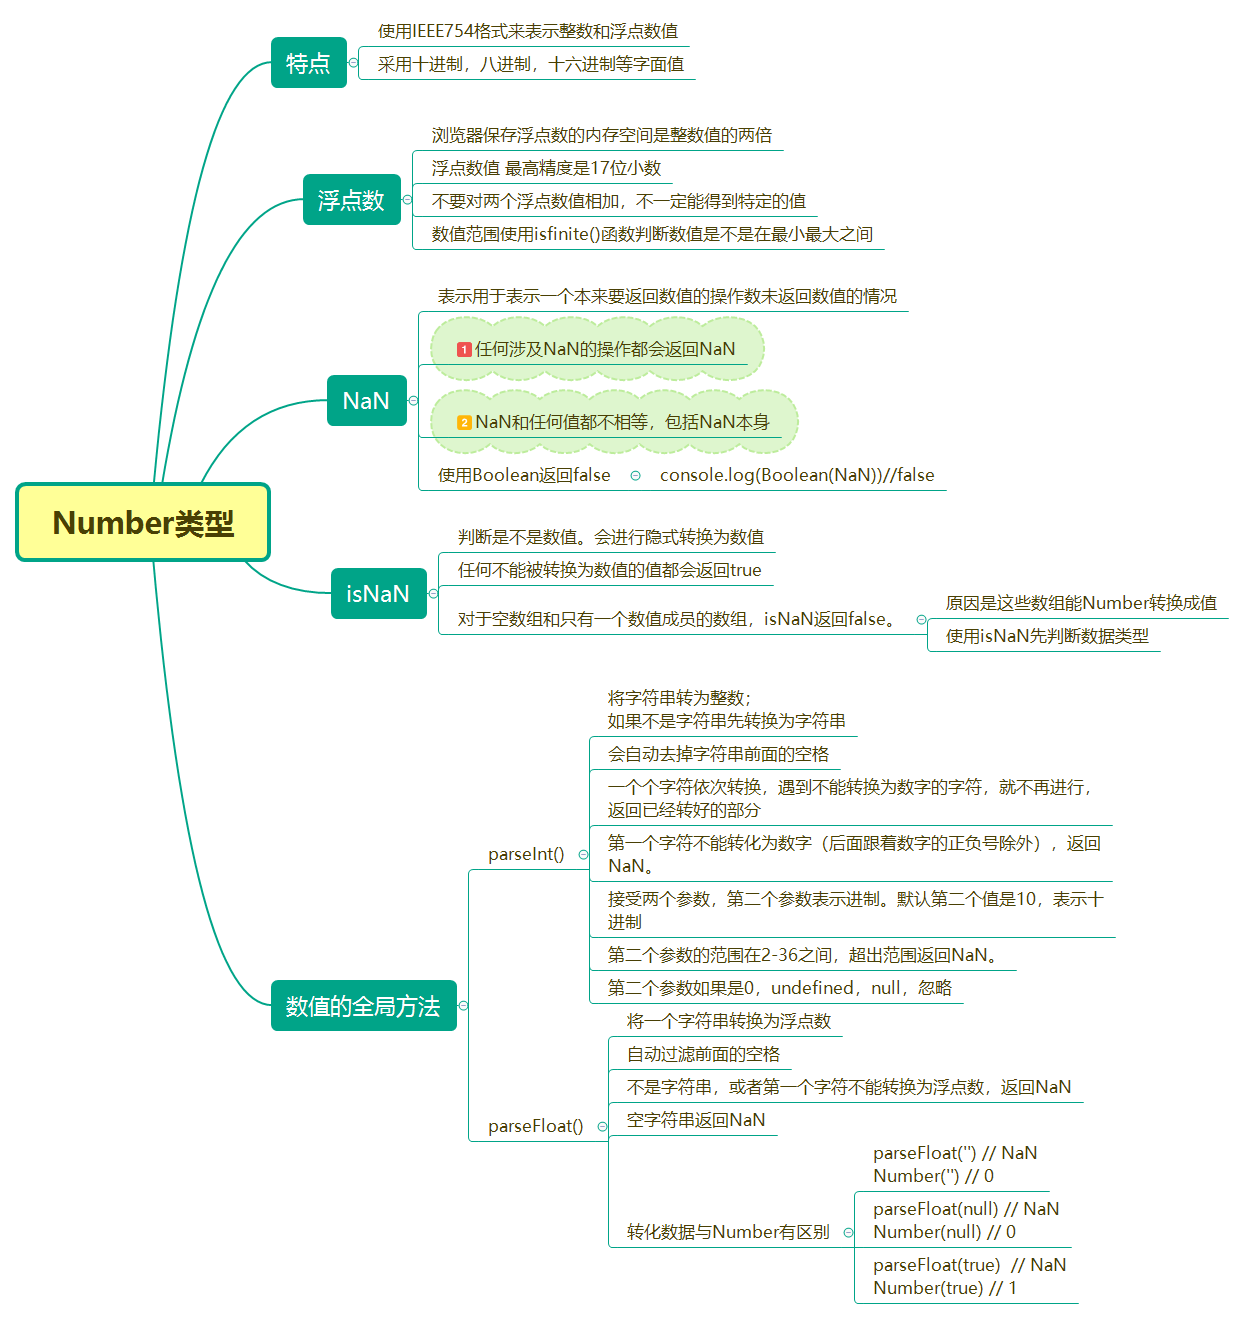 Number类型
特点
使用IEEE754格式来表示整数和浮点数值
采用十进制，八进制，十六进制等字面值
浮点数
浏览器保存浮点数的内存空间是整数值的两倍
浮点数值 最高精度是17位小数
不要对两个浮点数值相加，不一定能得到特定的值
数值范围使用isfinite()函数判断数值是不是在最小最大之间
NaN
表示用于表示一个本来要返回数值的操作数未返回数值的情况
1 任何涉及NaN的操作都会返回NaN
2 NaN和任何值都不相等，包括NaN本身
使用Boolean返回false
console.log(Boolean(NaN))//false
isNaN
判断是不是数值。会进行隐式转换为数值
任何不能被转换为数值的值都会返回true
对于空数组和只有一个数值成员的数组，isNaN返回false。
原因是这些数组能Number转换成值
使用isNaN先判断数据类型
数值的全局方法
parseInt()
将字符串转为整数；
如果不是字符串先转换为字符串
会自动去掉字符串前面的空格
一个个字符依次转换，遇到不能转换为数字的字符，就不再进行，
返回已经转好的部分
第一个字符不能转化为数字（后面跟着数字的正负号除外），返回
NaN。
接受两个参数，第二个参数表示进制。默认第二个值是10，表示十
进制
第二个参数的范围在2-36之间，超出范围返回NaN。
第二个参数如果是0，undefined，null，忽略
parseFloat()
将一个字符串转换为浮点数
自动过滤前面的空格
不是字符串，或者第一个字符不能转换为浮点数，返回NaN
空字符串返回NaN
转化数据与Number有区别
parseFloat('') // NaN
Number('') // 0
parseFloat(null) // NaN
Number(null) // 0
parseFloat(true)  // NaN
Number(true) // 1